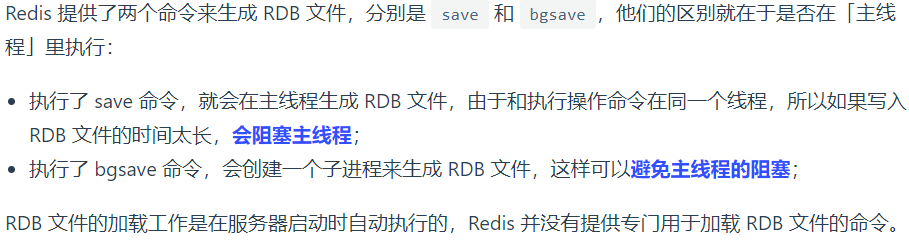 Redis 提供了两个命令来生成 RDB 文件，分别是 save 和 bgsave，他们的区别就在于是否在「主线
程」里执行：
• 执行了 save 命令，就会在主线程生成 RDB 文件，由于和执行操作命令在同一个线程，所以如果写入
RDB 文件的时间太长，会阻塞主线程；
• 执行了 bgsave 命令，会创建一个子进程来生成 RDB 文件，这样可以避免主线程的阻塞；
RDB 文件的加载工作是在服务器启动时自动执行的，Redis 并没有提供专门用于加载 RDB 文件的命令。